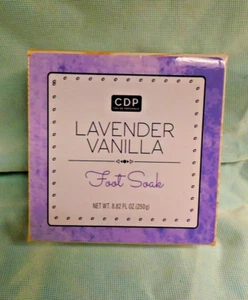 CDP
LAVENDER
VANILLA
Foot Soak
NET WT. 8.82 FL OZ (250g)